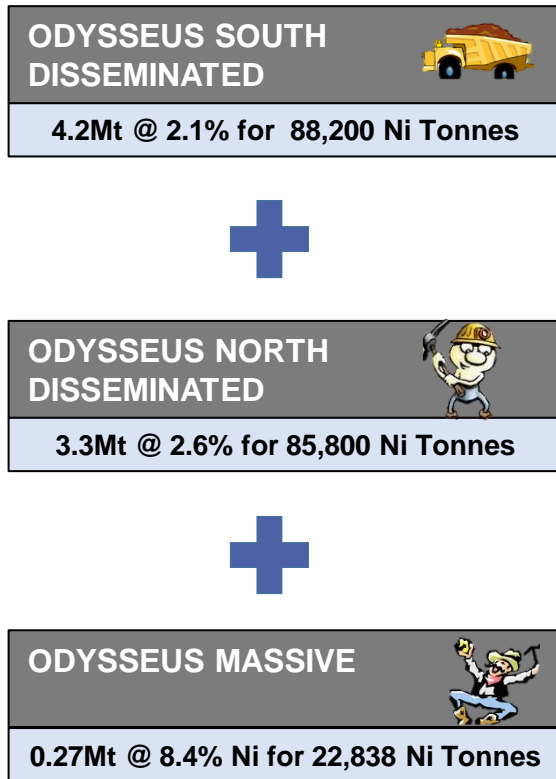 ODYSSEUS SOUTH
DISSEMINATED
4.2Mt @ 2.1% for 88,200 Ni Tonnes
ODYSSEUS NORTH
DISSEMINATED
3.3Mt @ 2.6% for 85,800 Ni Tonnes
ODYSSEUS MASSIVE
0.27Mt @ 8.4% Ni for 22,838 Ni Tonnes